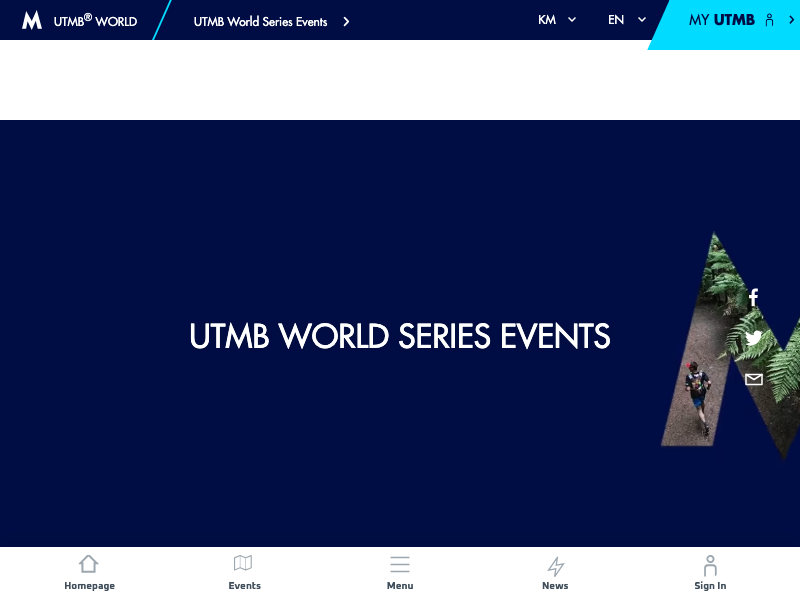 UTMB® WORLD
UTMB World Series Events
KM
EN
MY UTMB
UTMB WORLD SERIES EVENTS
Homepage
Events
Menu
News
Sign In